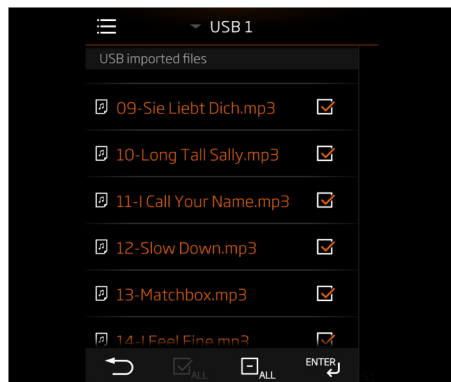 USB 1
USB imported files
09-Sie Liebt Dich.mp3
10-Long Tall Sally.mp3
11-I Call Your Name.mp3
12-Slow Down.mp3
13-Matchbox.mp3
14-I Feel Fine.mp3
ALL
ALL
ENTER